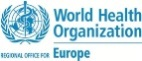 World Health
Organization
REGIONAL OFFICE FOR Europe